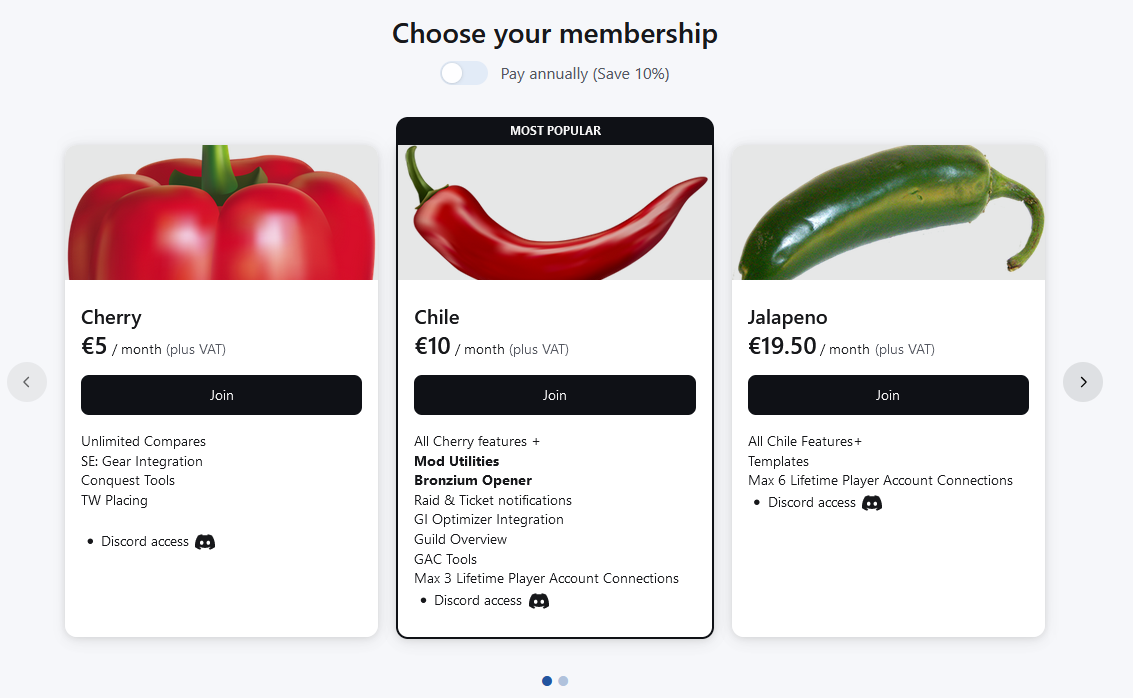 Choose your membership
Pay annually (Save 10%)
MOST POPULAR
Cherry
€5 / month (plus VAT)
Join
Unlimited Compares
SE: Gear Integration
Conquest Tools
TW Placing
• Discord access
Chile
€10 / month (plus VAT)
Join
All Cherry features +
Mod Utilities
Bronzium Opener
Raid & Ticket notifications
GI Optimizer Integration
Guild Overview
GAC Tools
Max 3 Lifetime Player Account Connections
• Discord access
Jalapeno
€19.50 / month (plus VAT)
Join
All Chile Features+
Templates
Max 6 Lifetime Player Account Connections
• Discord access